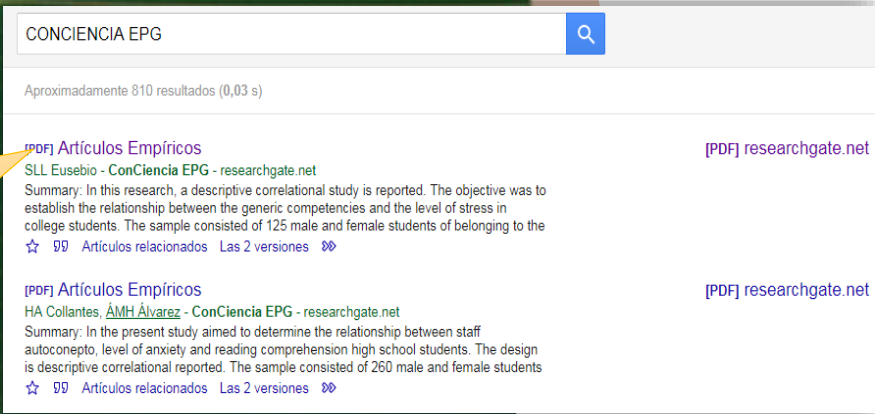 CONCIENCIA EPG
Aproximadamente 810 resultados (0,03 s)
[PDF] Artículos Empíricos
[PDF] researchgate.net
SLL Eusebio - ConCiencia EPG - researchgate.net
Summary: In this research, a descriptive correlational study is reported. The objective was to
establish the relationship between the generic competencies and the level of stress in
college students. The sample consisted of 125 male and female students of belonging to the
Artículos relacionados Las 2 versiones
[PDF] Artículos Empíricos
[PDF] researchgate.net
HA Collantes, ÁMH Álvarez - ConCiencia EPG - researchgate.net
Summary: In the present study aimed to determine the relationship between staff
autoconepto, level of anxiety and reading comprehension high school students. The design
is descriptive correlational reported. The sample consisted of 260 male and female students
Artículos relacionados Las 2 versiones